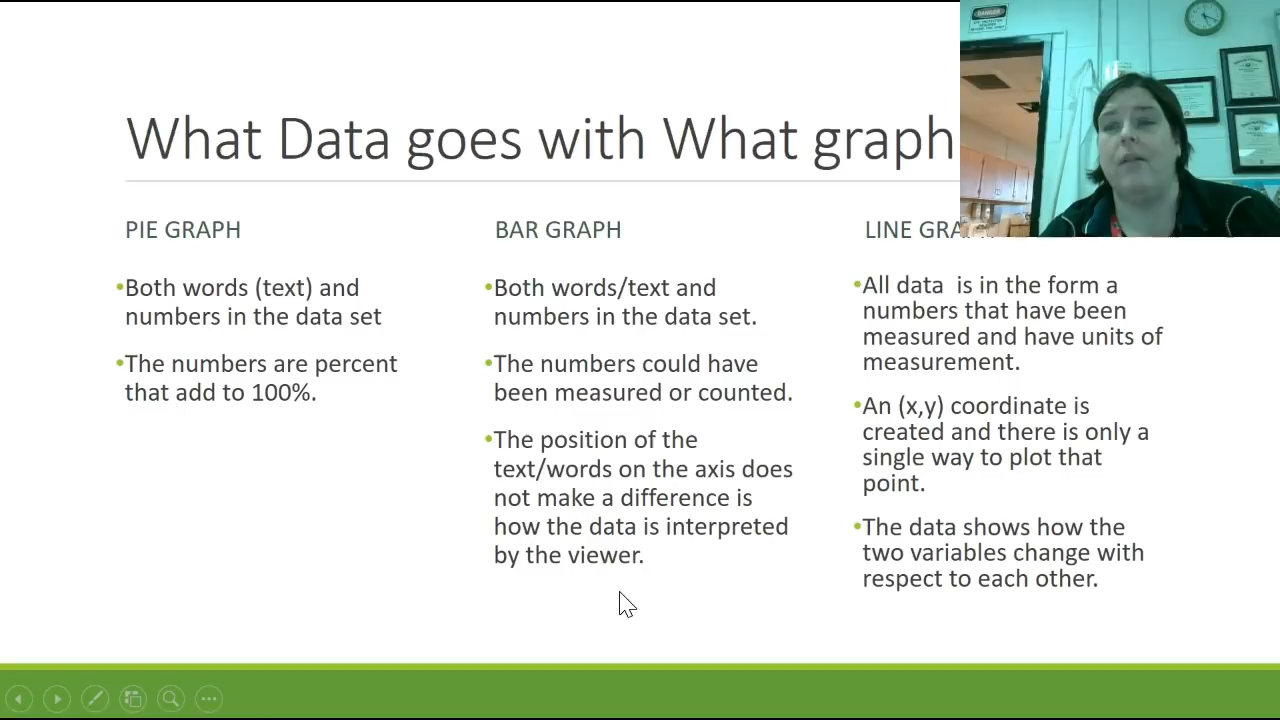 What Data goes with What graph
PIE GRAPH
Both words (text) and
numbers in the data set
The numbers are percent
that add to 100%.
BAR GRAPH
Both words/text and
numbers in the data set.
The numbers could have
been measured or counted.
The position of the
text/words on the axis does
not make a difference is
how the data is interpreted
by the viewer.
LINE GRA
All data is in the form a
numbers that have been
measured and have units of
measurement.
An (x,y) coordinate is
created and there is only a
single way to plot that
point.
The data shows how the
two variables change with
respect to each other.
DANGER